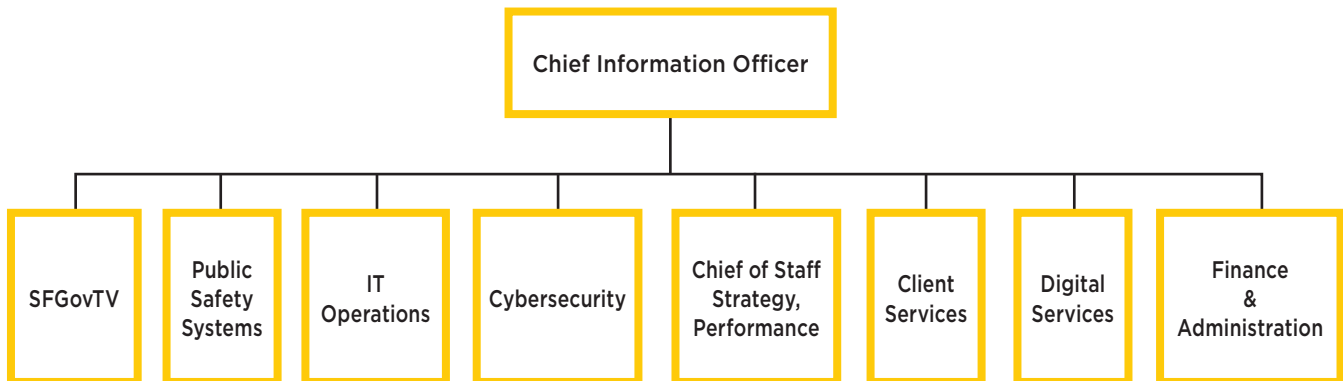 Chief Information Officer
SFGovTV
Public
Safety
Systems
IT
Operations
Cybersecurity
Chief of Staff
Strategy,
Performance
Client
Services
Digital
Services
Finance
&
Administration